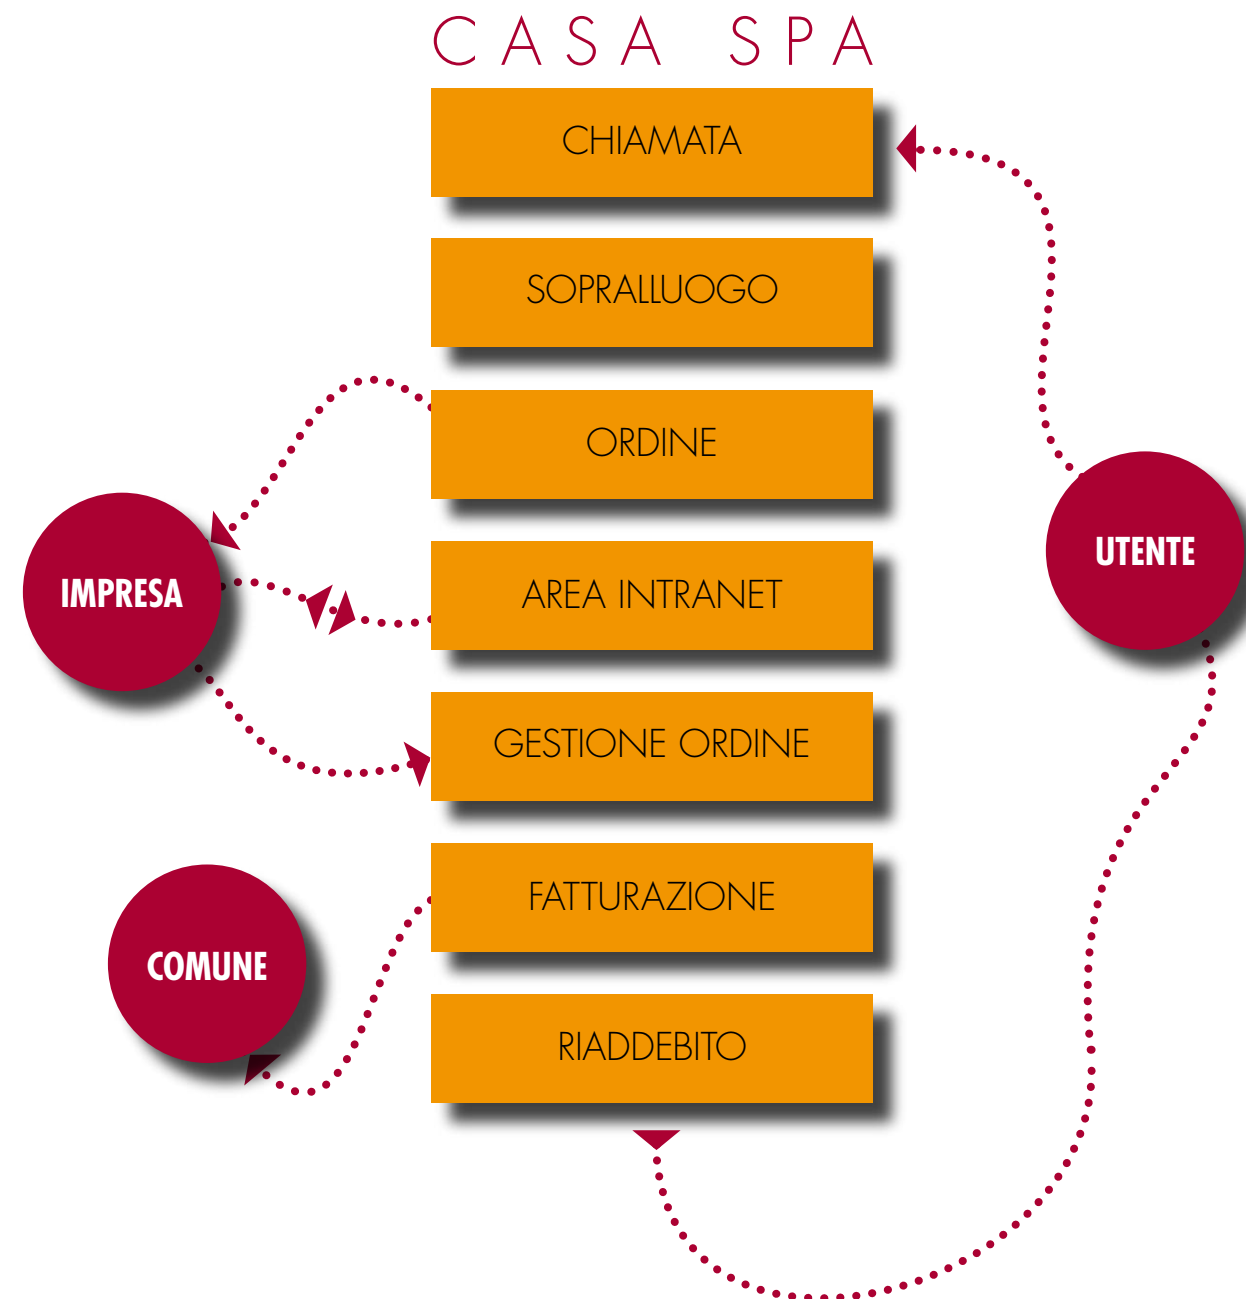 CASA SPA
CHIAMATA
SOPRALLUOGO
ORDINE
IMPRESA
AREA INTRANET
UTENTE
GESTIONE ORDINE
FATTURAZIONE
COMUNE
RIADDEBITO